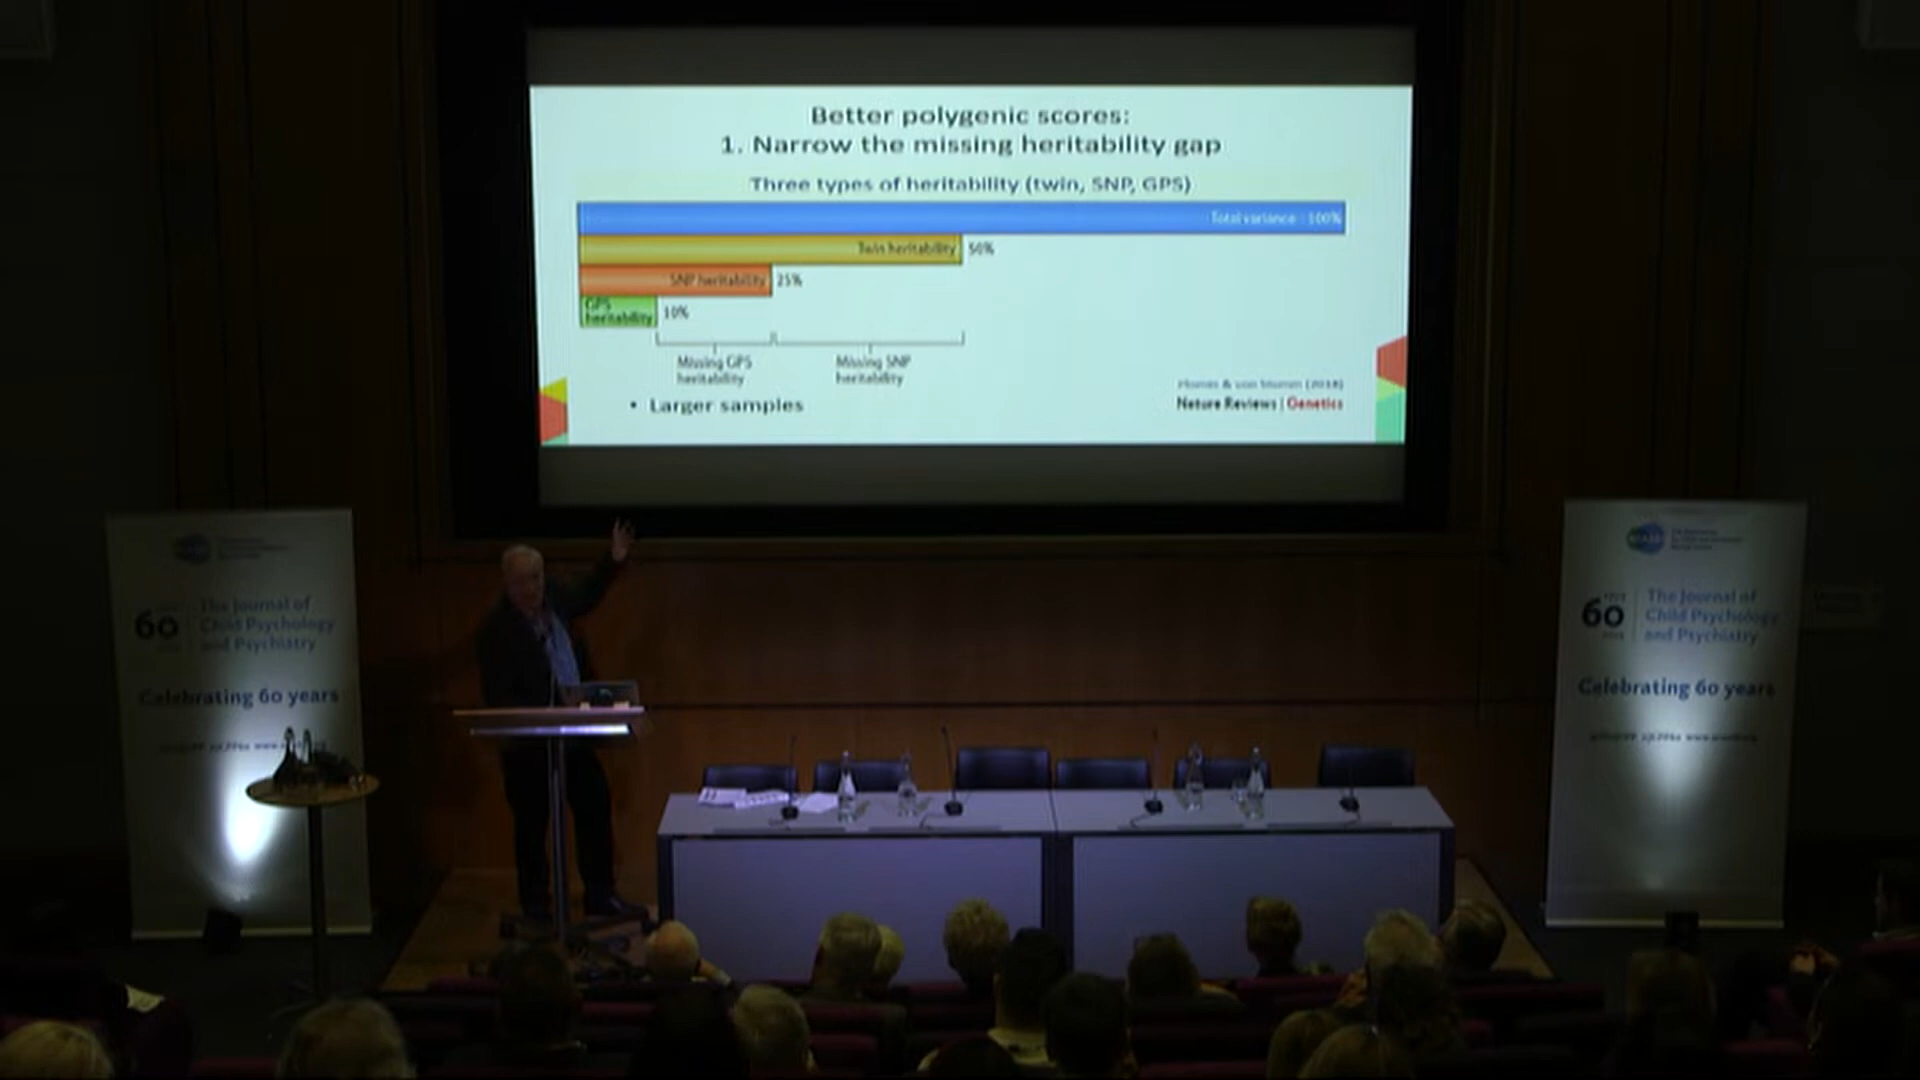 Better polygenic scores:
1. Narrow the missing heritability gap
Three types of heritability (twin, SNP, GPS)
Total variance 100%
Twin heritability 50%
SNP heritability 25%
GPS
heritability
10%
Missing GPS
heritability
Missing SNP
heritability
• Larger samples
(2018)
Nature Reviews | Genetics
60
The Journal of
Child Psychology
and Psychiatry
Celebrating 60 years
60
The Journal of
Child Psychology
and Psychiatry
Celebrating 60 years